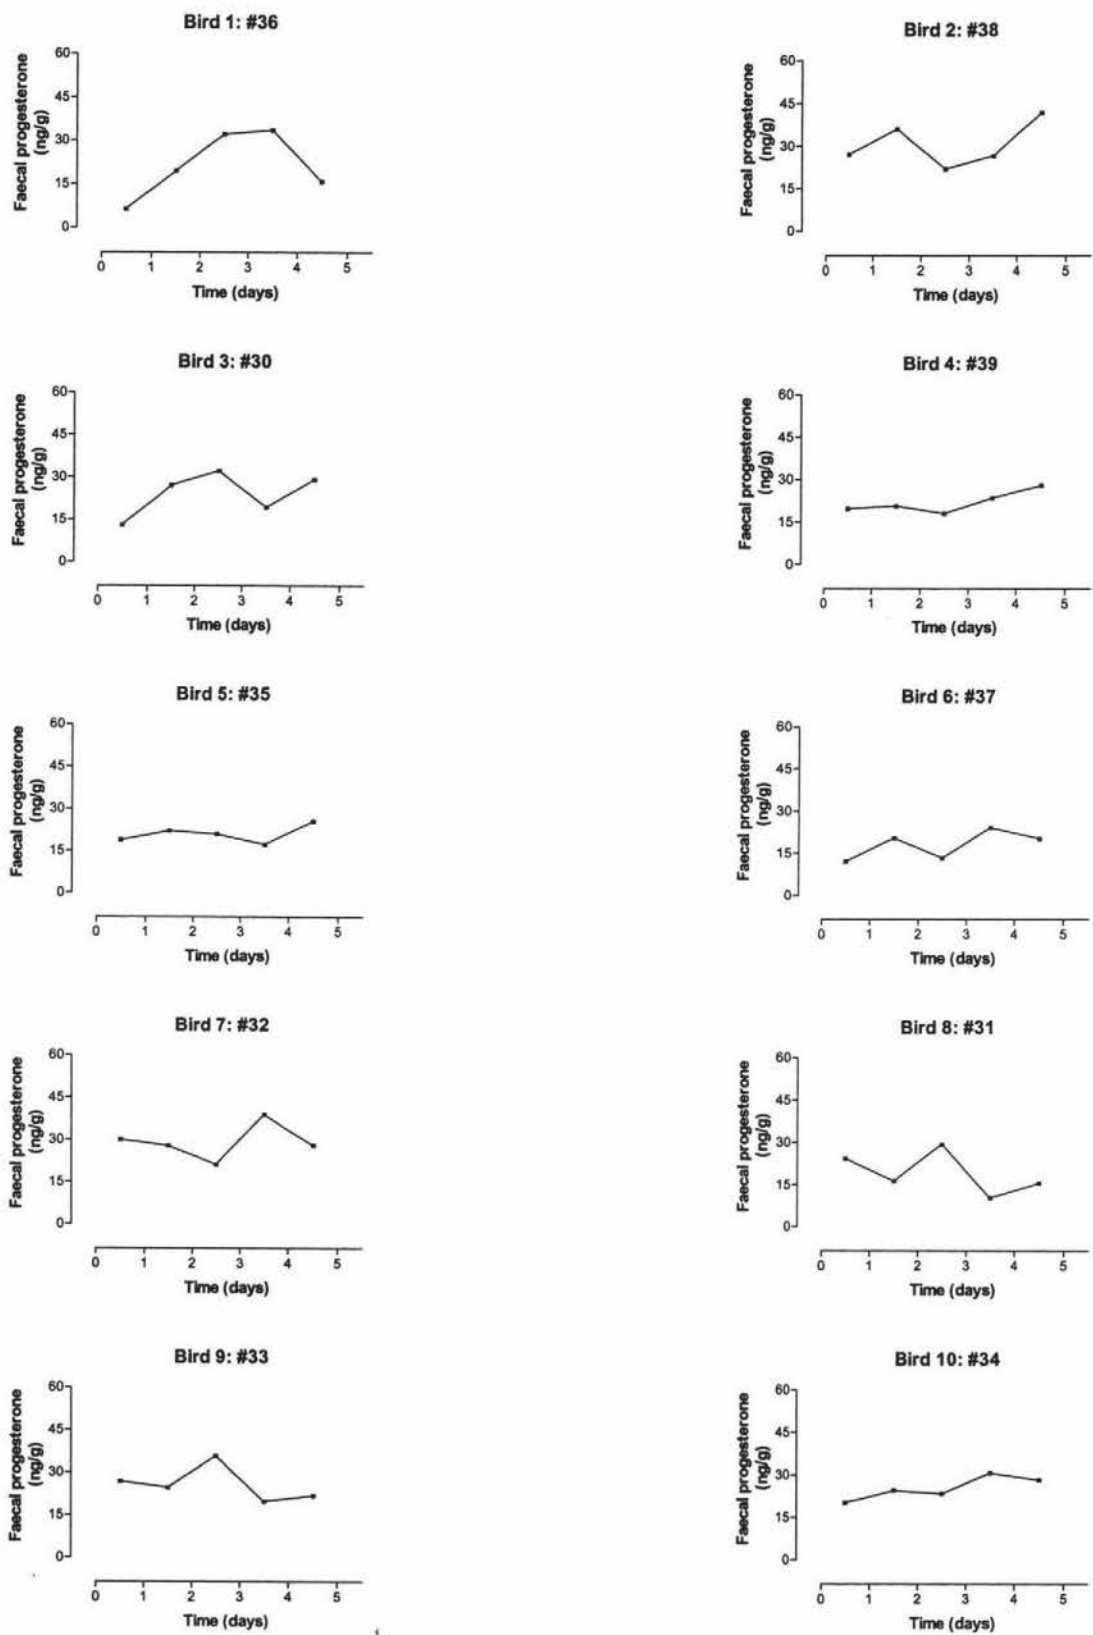 Bird 1: #36
Faecal progesterone
(ng/g)
60
45
30
15
0
0 1 2 3 4 5
Time (days)
Bird 2: #38
Faecal progesterone
(ng/g)
60
45
30
15
0
0 1 2 3 4 5
Time (days)
Bird 3: #30
Faecal progesterone
(ng/g)
60
45
30
15
0
0 1 2 3 4 5
Time (days)
Bird 4: #39
Faecal progesterone
(ng/g)
60
45
30
15
0
0 1 2 3 4 5
Time (days)
Bird 5: #35
Faecal progesterone
(ng/g)
60
45
30
15
0
0 1 2 3 4 5
Time (days)
Bird 6: #37
Faecal progesterone
(ng/g)
60
45
30
15
0
0 1 2 3 4 5
Time (days)
Bird 7: #32
Faecal progesterone
(ng/g)
60
45
30
15
0
0 1 2 3 4 5
Time (days)
Bird 8: #31
Faecal progesterone
(ng/g)
60
45
30
15
0
0 1 2 3 4 5
Time (days)
Bird 9: #33
Faecal progesterone
(ng/g)
60
45
30
15
0
0 1 2 3 4 5
Time (days)
Bird 10: #34
Faecal progesterone
(ng/g)
60
45
30
15
0
0 1 2 3 4 5
Time (days)